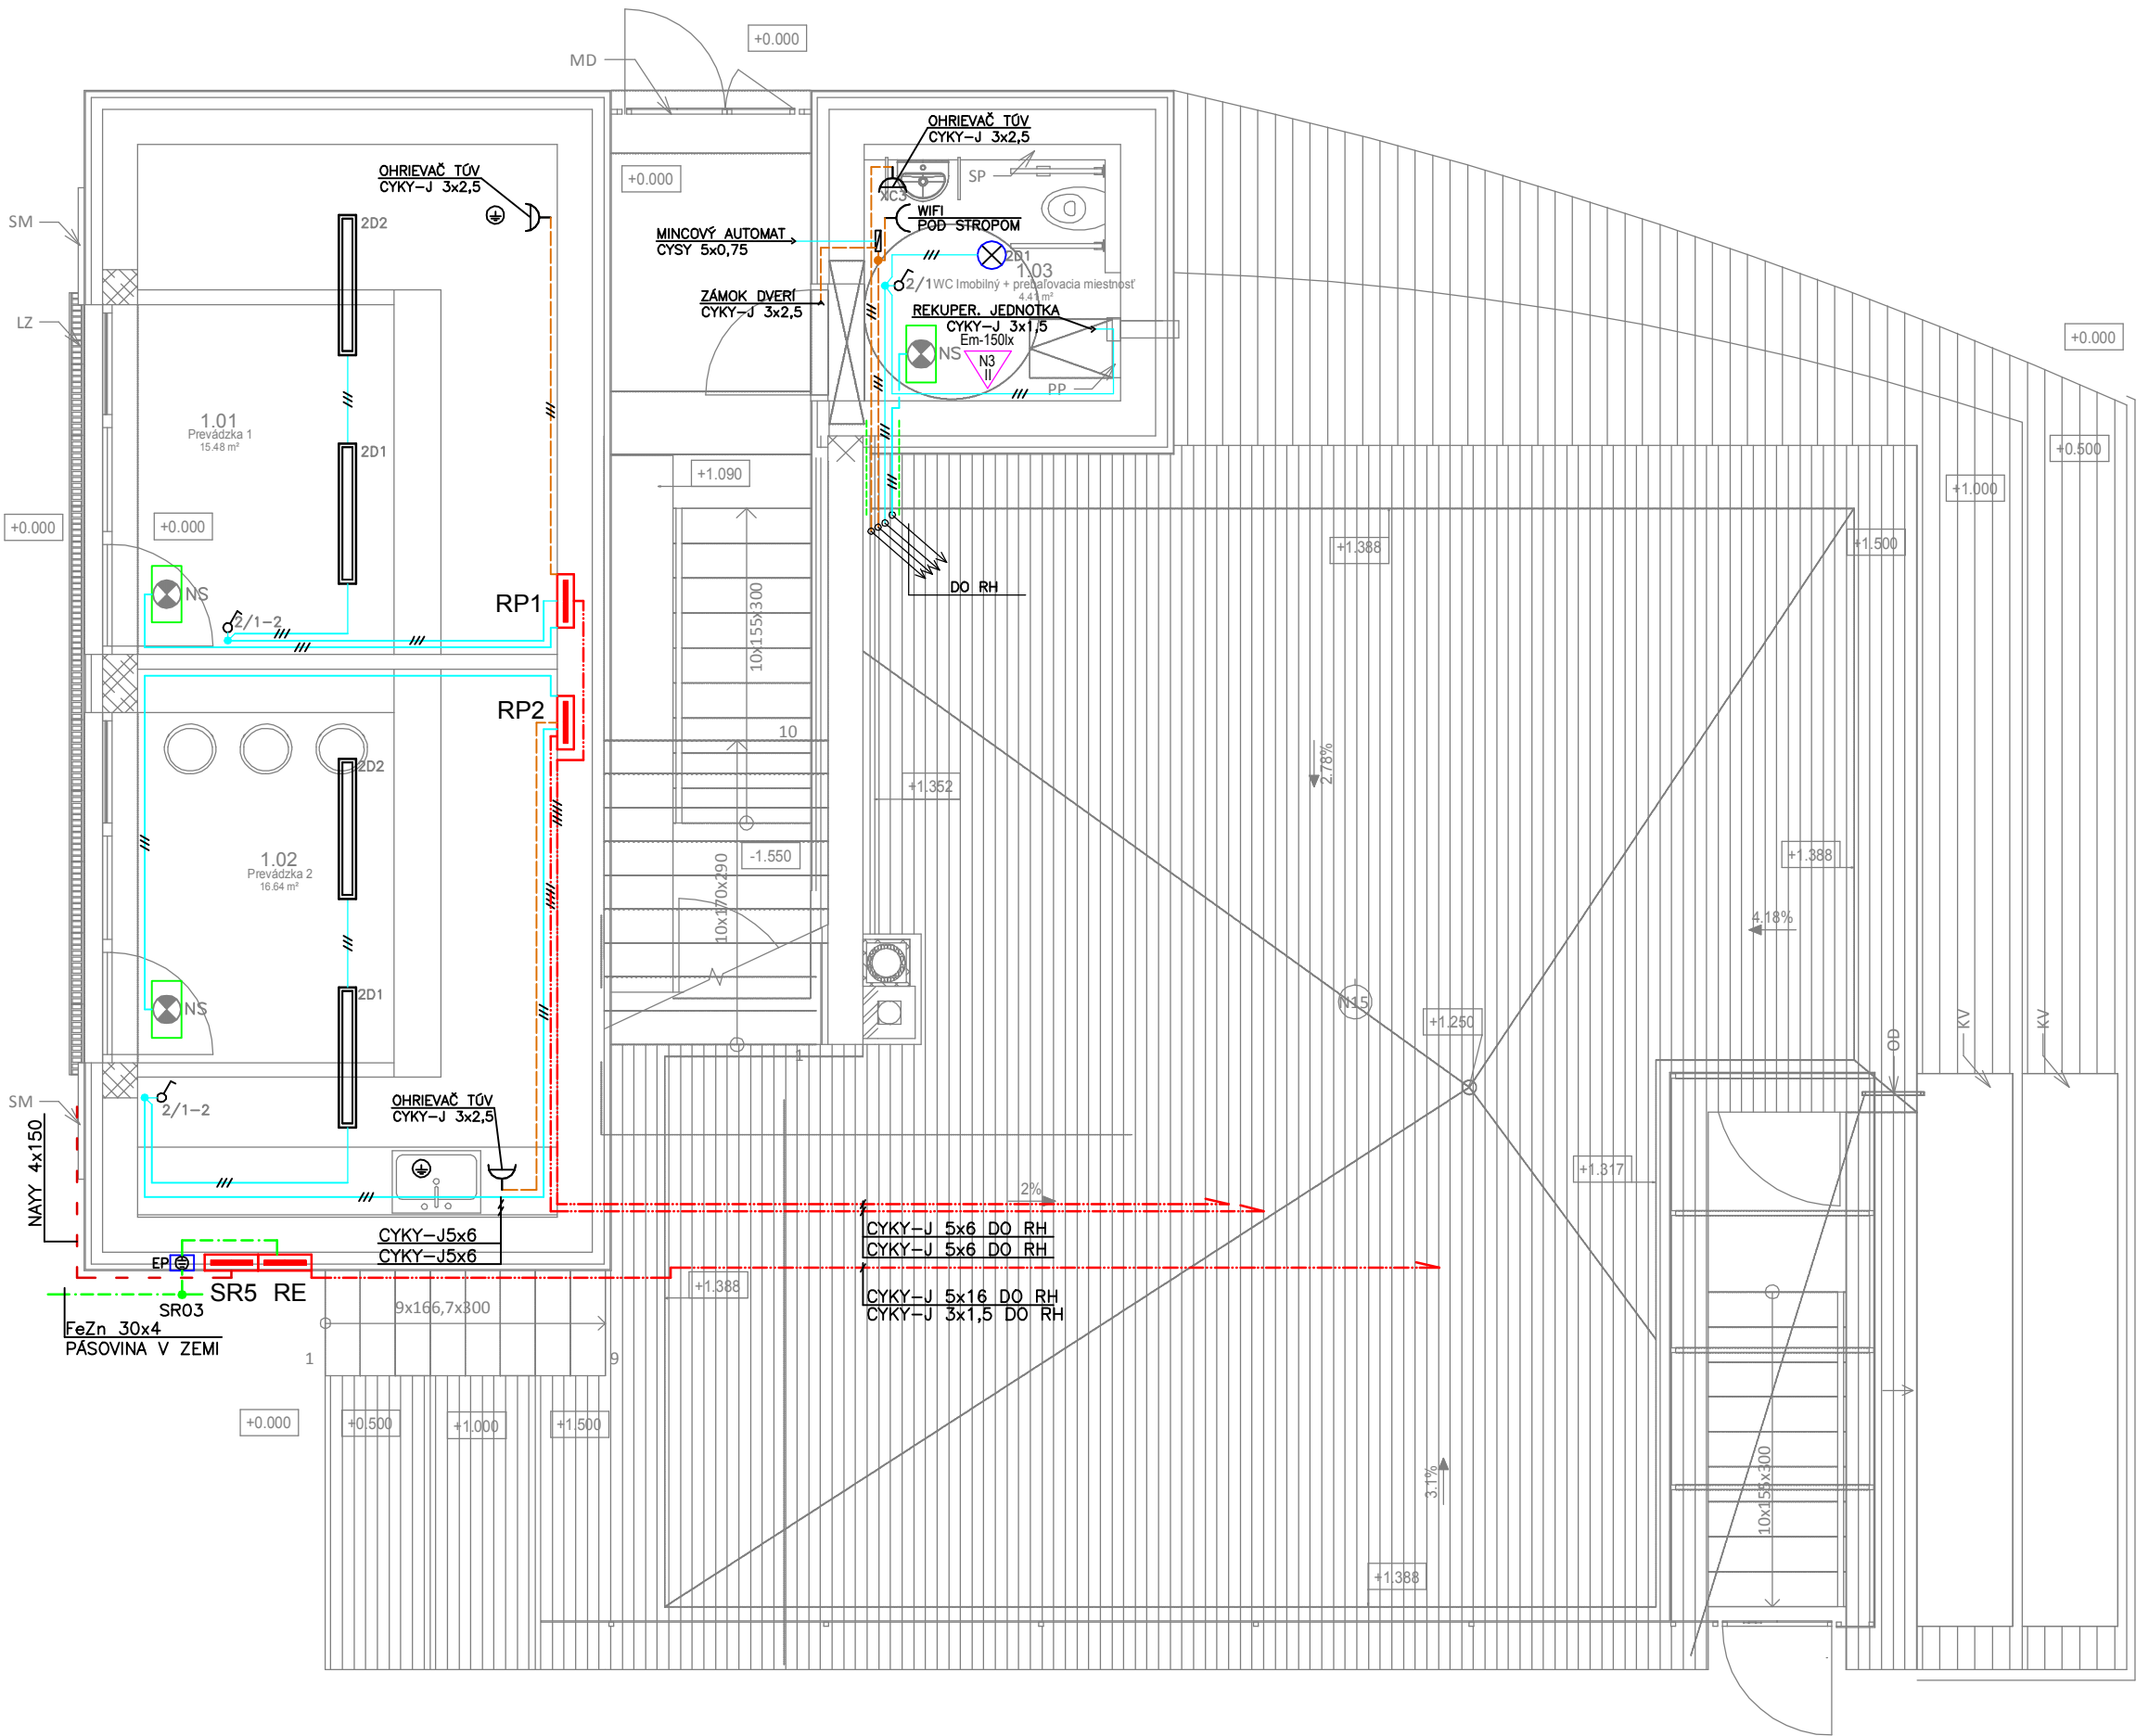 +0.000
MD
OHRIEVAČ TÚV
CYKY-J 3x2,5
OHRIEVAČ TÚV
CYKY-J 3x2,5
+0.000
SP
XC3
SM
2D2
WIFI
POD STROPOM
MINCOVÝ AUTOMAT
CYSY 5x0,75
2D1
1.03
WC Imobilný + prebaľovacia miestnosť
4.41 m²
2/1
ZÁMOK DVERÍ
CYKY-J 3x2,5
REKUPER. JEDNOTKA
CYKY-J 3x1,5
Em-150lx
N3
II
NS
PP
LZ
+0.000
1.01
Prevádzka 1
15.48 m²
2D1
+1.090
+0.500
+1.000
+0.000
+0.000
+1.388
+1.500
DO RH
NS
2/1-2
RP1
10x155x300
RP2
10
2D2
2.78%
+1.352
1.02
Prevádzka 2
16.64 m²
-1.550
+1.388
10x170x290
4.18%
NS
2D1
N15
+1.250
OD
KV
KV
1
SM
2/1-2
OHRIEVAČ TÚV
CYKY-J 3x2,5
NAYY 4x150
+1.317
2%
CYKY-J5x6
CYKY-J5x6
CYKY-J 5x6 DO RH
CYKY-J 5x6 DO RH
EP
SR5
RE
SR03
+1.388
CYKY-J 5x16 DO RH
CYKY-J 3x1,5 DO RH
9x166,7x300
FeZn 30x4
PÁSOVINA V ZEMI
1
9
+0.000
+0.500
+1.000
+1.500
3.1%
10x155x300
+1.388